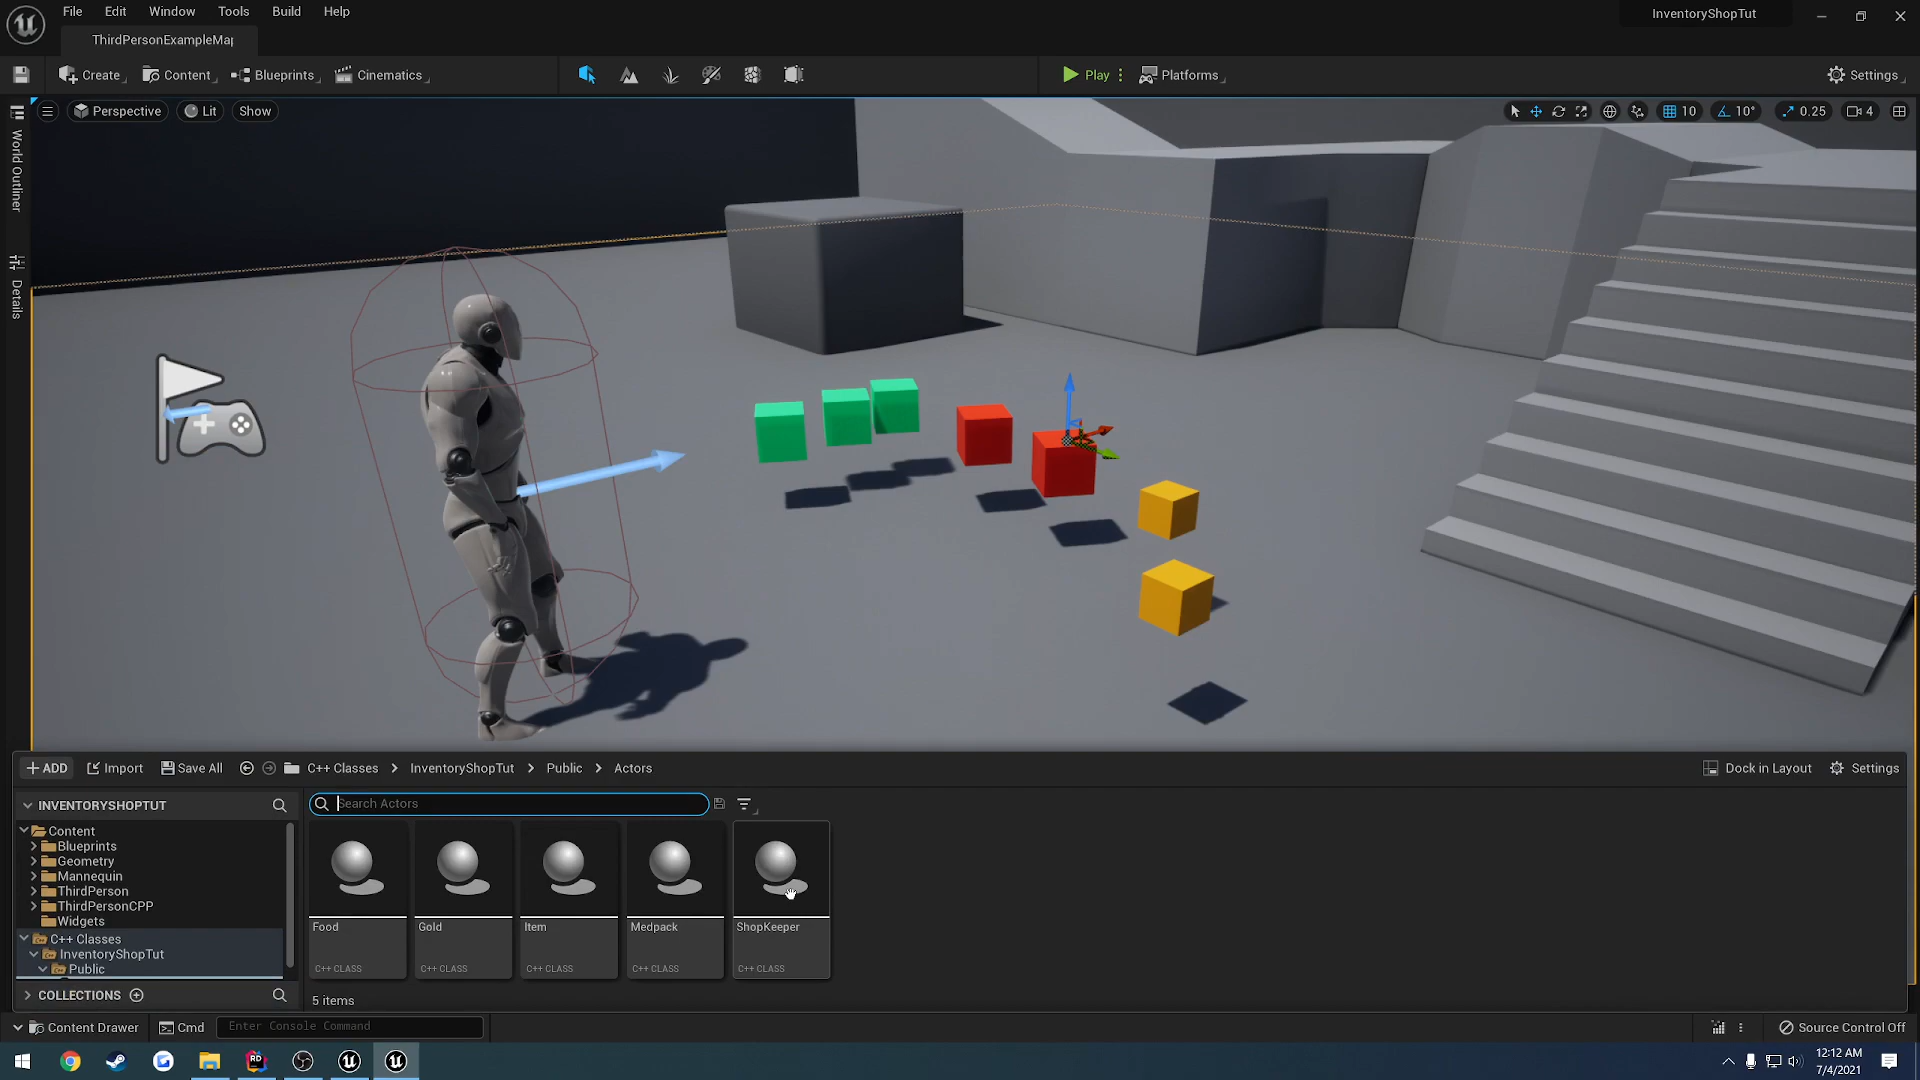 File Edit Window Tools Build Help
InventoryShopTut
ThirdPersonExampleMap
Create Content Blueprints Cinematics Play Platforms Settings
Perspective Lit Show 10 10° 0.25 4
World Outliner
Details
+ ADD Import Save All C++ Classes > InventoryShopTut > Public > Actors Dock in Layout Settings
INVENTORYSHOPTUT
Search Actors
Content
Blueprints
Geometry
Mannequin
ThirdPerson
ThirdPersonCPP
Widgets
C++ Classes
InventoryShopTut
Public
COLLECTIONS
Food Gold Item Medpack ShopKeeper
C++ CLASS C++ CLASS C++ CLASS C++ CLASS C++ CLASS
5 items
Content Drawer Cmd Enter Console Command Source Control Off
RD
12:12 AM
7/4/2021